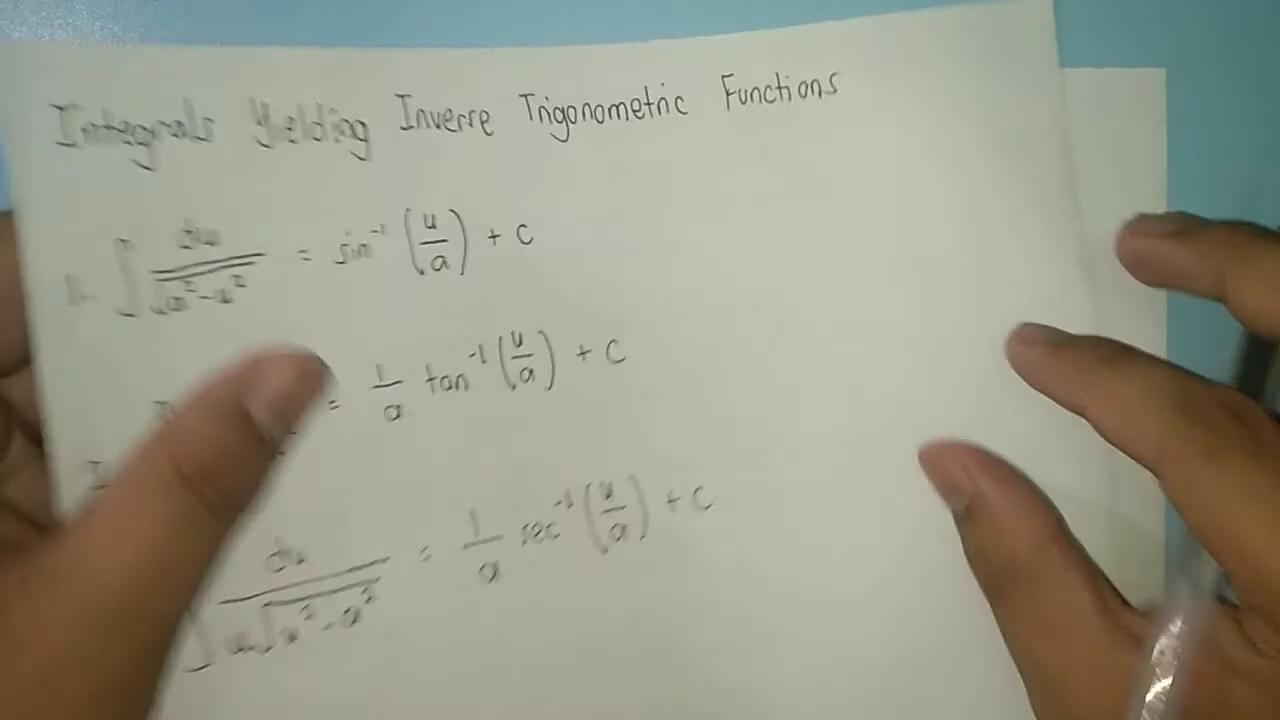 Integrals Yielding Inverse Trigonometric Functions
1. ∫ du / √(a² - u²) = sin⁻¹ (u/a) + C
= 1/a tan⁻¹ (u/a) + C
∫ du / u√(u² - a²) = 1/a sec⁻¹ (u/a) + C